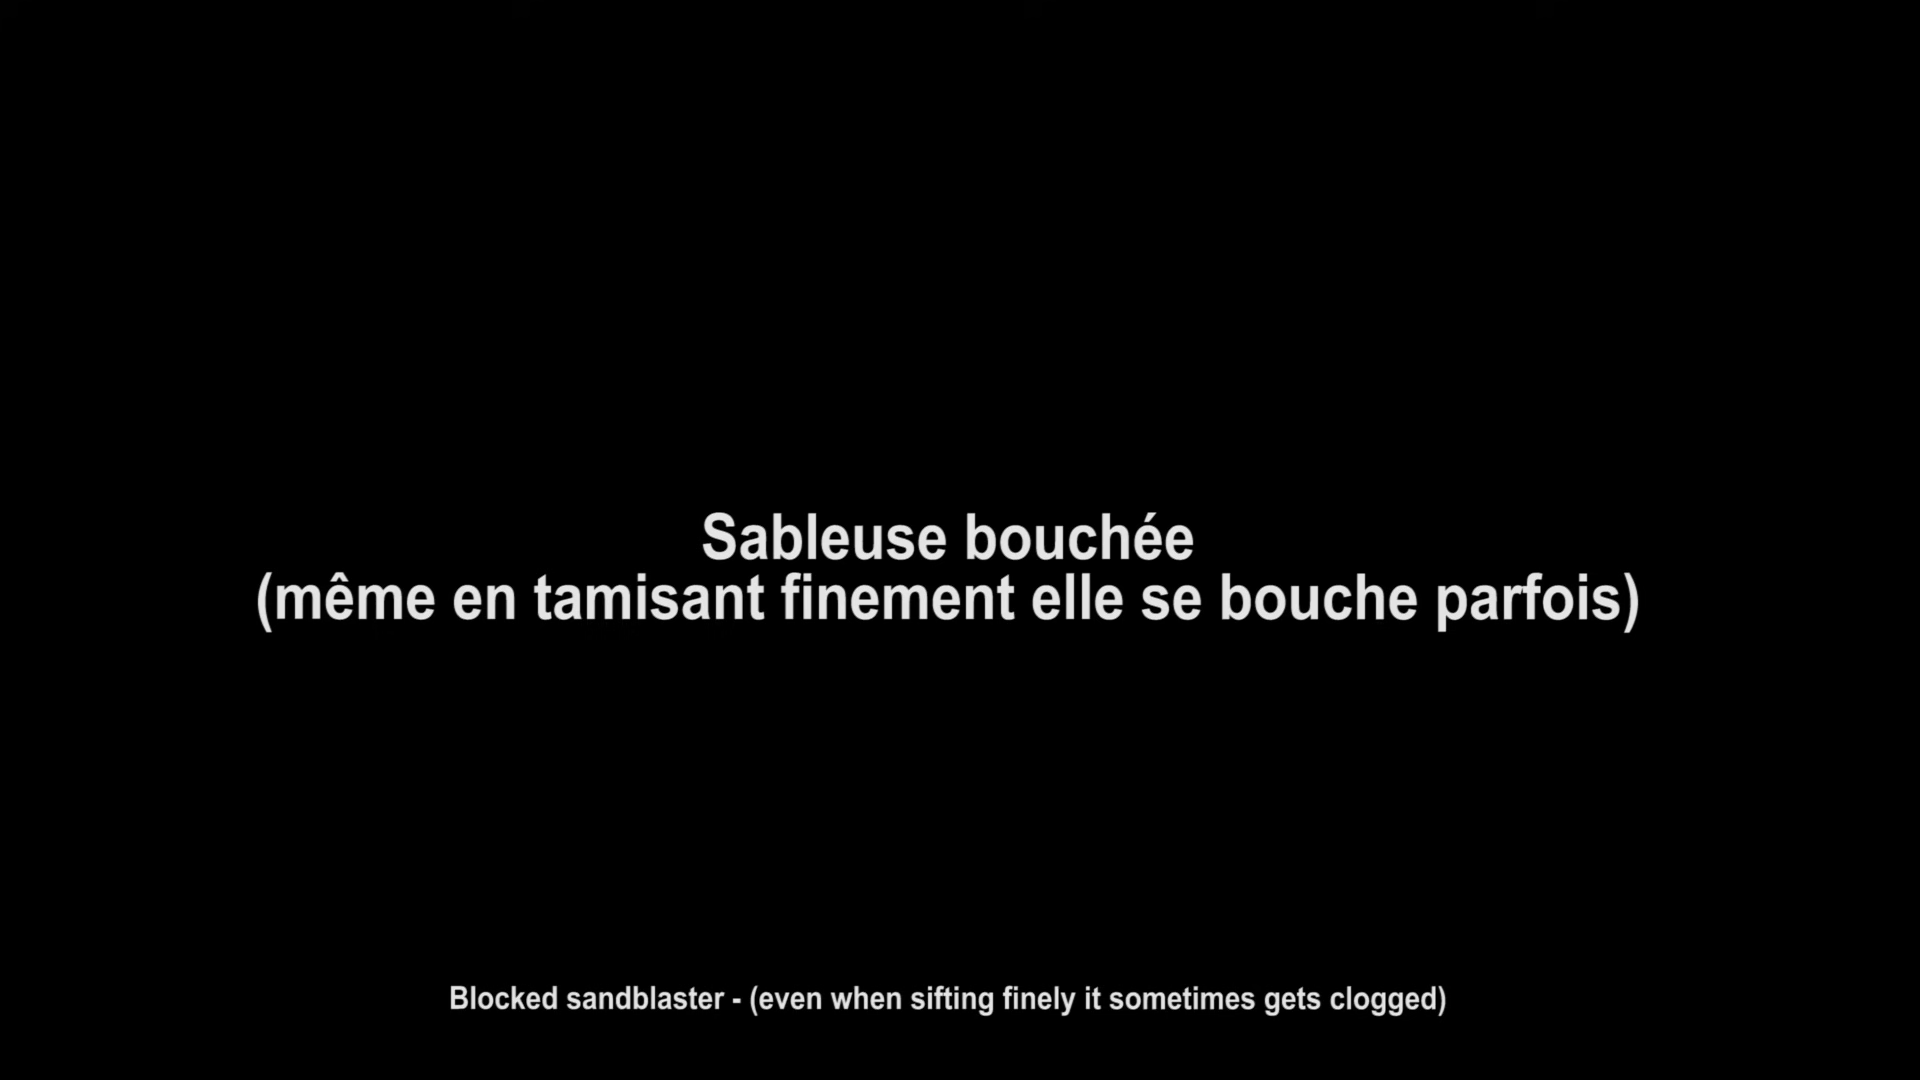 Sableuse bouchée
(même en tamisant finement elle se bouche parfois)
Blocked sandblaster - (even when sifting finely it sometimes gets clogged)